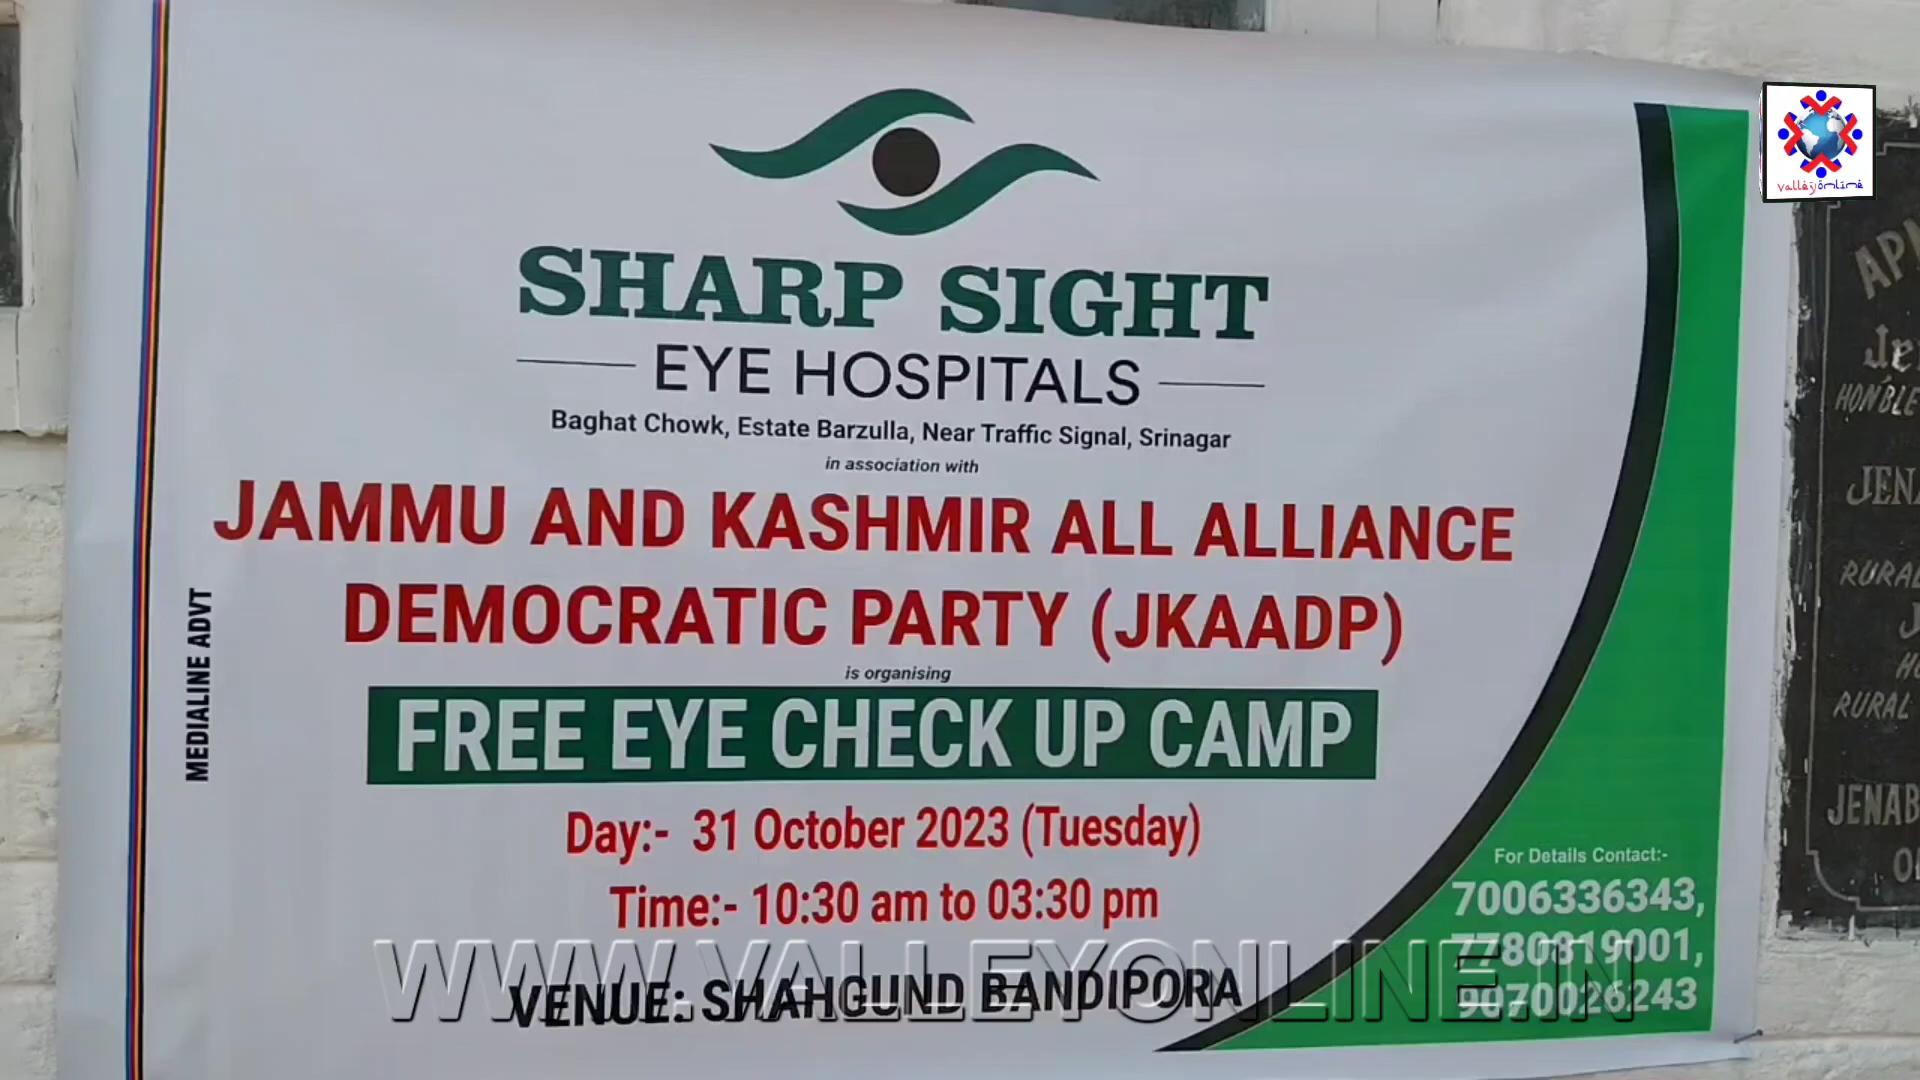 SHARP SIGHT
EYE HOSPITALS
Baghat Chowk, Estate Barzulla, Near Traffic Signal, Srinagar
in association with
JAMMU AND KASHMIR ALL ALLIANCE
DEMOCRATIC PARTY (JKAADP)
is organising
FREE EYE CHECK UP CAMP
Day:- 31 October 2023 (Tuesday)
Time:- 10:30 am to 03:30 pm
VENUE: SHAHGUND BANDIPORA
For Details Contact:-
7006336343,
7780819001,
9070026243
MEDIALINE ADVT
WWW.VALLEYONLINE.IN
valleyonline
HON'BLE
RURAL
RURAL